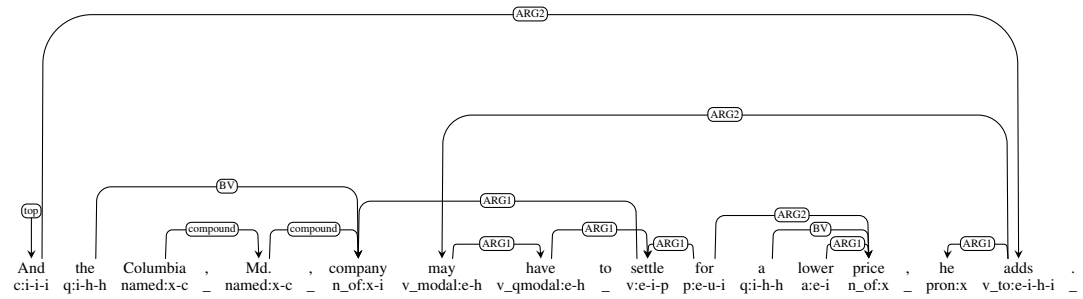 ARG2
ARG2
BV ARG1
top ARG2
compound compound ARG1 BV
ARG1 ARG1 ARG1 ARG1
And the Columbia , Md. , company may have to settle for a lower price , he adds .
c:i-i-i q:i-h-h named:x-c _ named:x-c _ n_of:x-i v_modal:e-h v_qmodal:e-h _ v:e-i-p p:e-u-i q:i-h-h a:e-i n_of:x _ pron:x v_to:e-i-h-i _